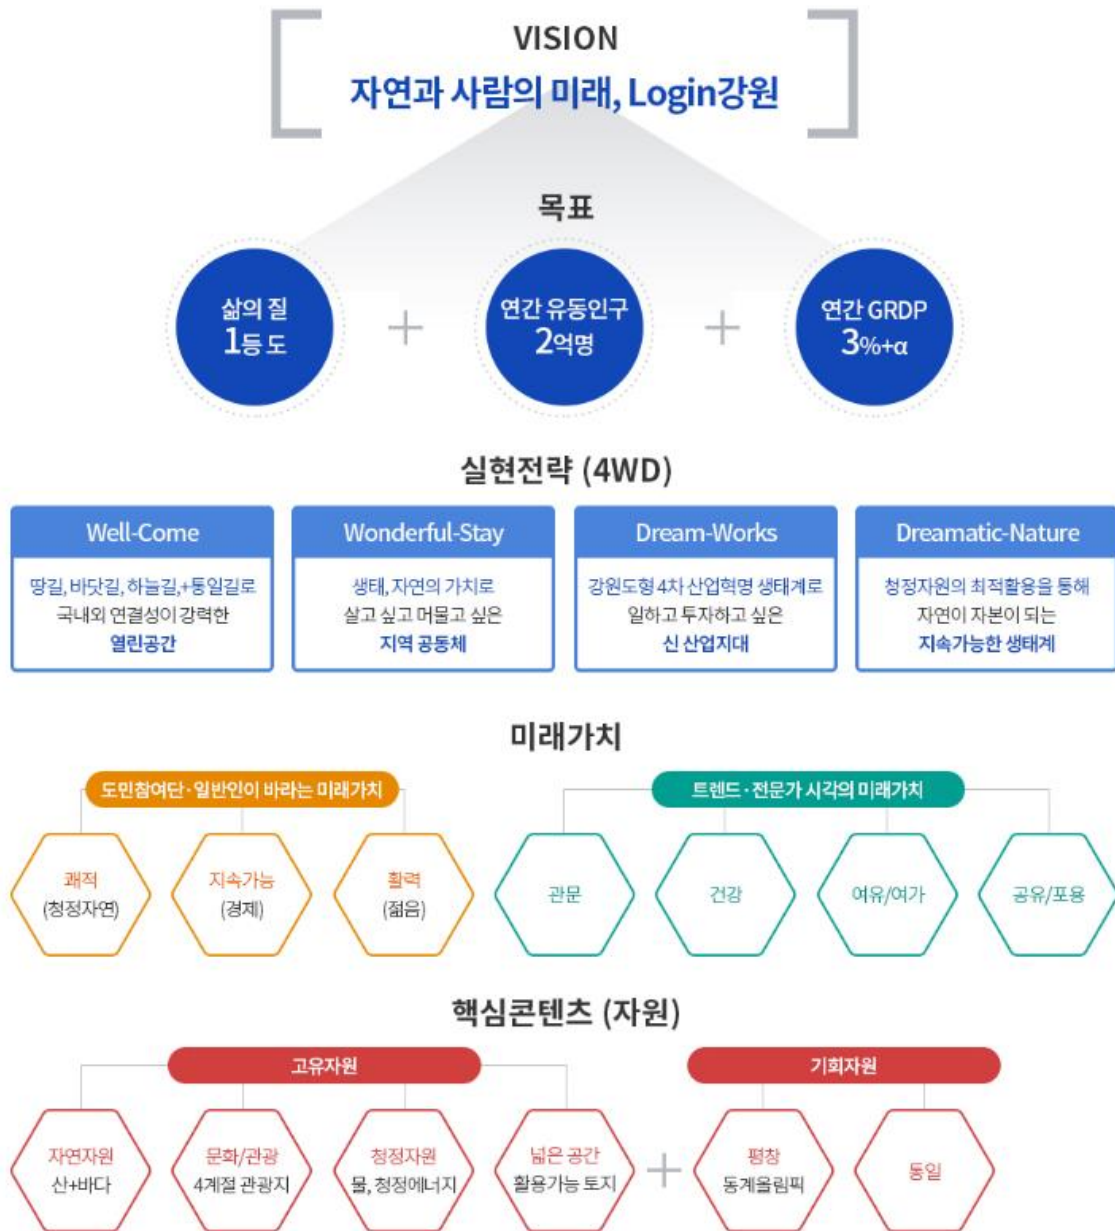 VISION
자연과 사람의 미래, Login강원
목표
삶의 질
1등 도
+
연간 유동인구
2억명
+
연간 GRDP
3%+α
실현전략 (4WD)
Well-Come
땅길, 바닷길, 하늘길,+통일길로
국내외 연결성이 강력한
열린공간
Wonderful-Stay
생태, 자연의 가치로
살고 싶고 머물고 싶은
지역 공동체
Dream-Works
강원도형 4차 산업혁명 생태계로
일하고 투자하고 싶은
신 산업지대
Dreamatic-Nature
청정자원의 최적활용을 통해
자연이 자본이 되는
지속가능한 생태계
미래가치
도민참여단·일반인이 바라는 미래가치
쾌적
(청정자연)
지속가능
(경제)
활력
(젊음)
트렌드·전문가 시각의 미래가치
관문
건강
여유/여가
공유/포용
핵심콘텐츠 (자원)
고유자원
자연자원
산+바다
문화/관광
4계절 관광지
청정자원
물, 청정에너지
넓은 공간
활용가능 토지
+
기회자원
평창
동계올림픽
통일